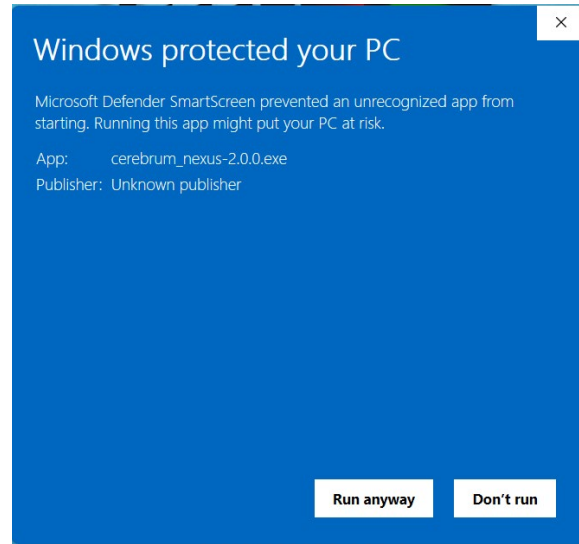 Windows protected your PC
Microsoft Defender SmartScreen prevented an unrecognized app from
starting. Running this app might put your PC at risk.
App: cerebrum_nexus-2.0.0.exe
Publisher: Unknown publisher
Run anyway Don’t run